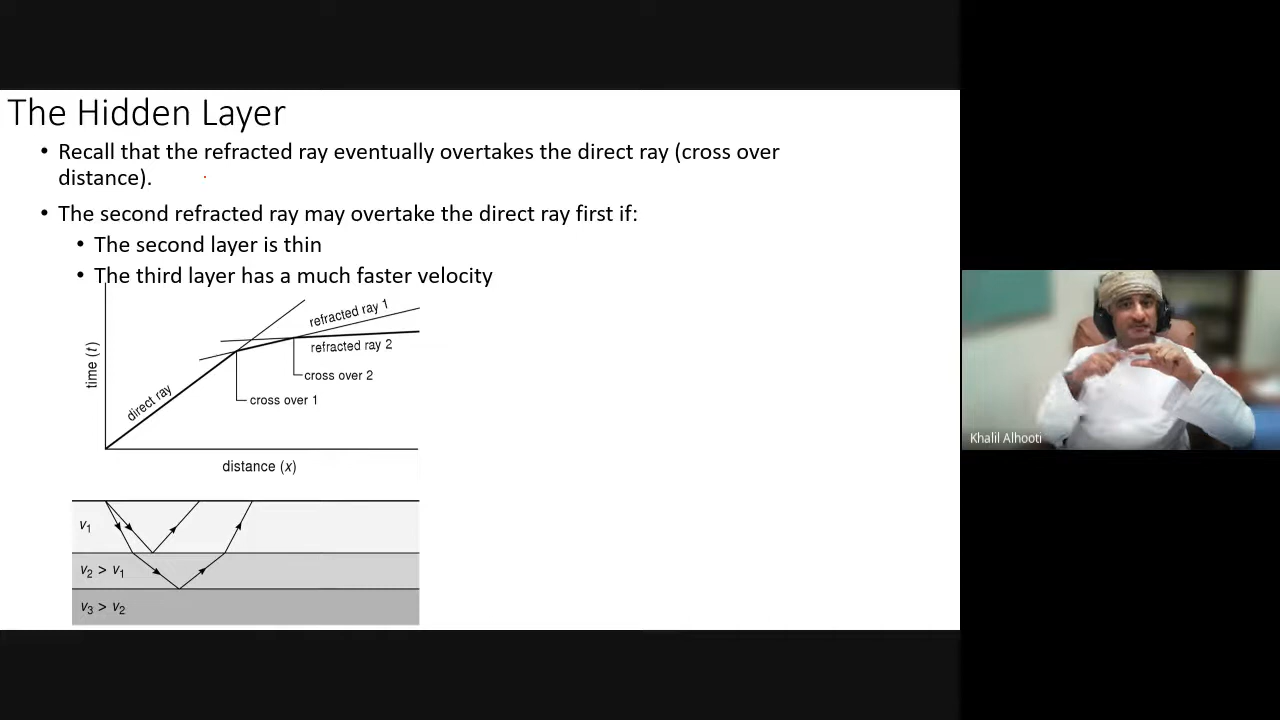 The Hidden Layer
• Recall that the refracted ray eventually overtakes the direct ray (cross over
distance).
• The second refracted ray may overtake the direct ray first if:
• The second layer is thin
• The third layer has a much faster velocity
time (t)
direct ray
refracted ray 1
refracted ray 2
cross over 2
cross over 1
distance (x)
v₁
v₂ > v₁
v₃ > v₂
Khalil Alhooti